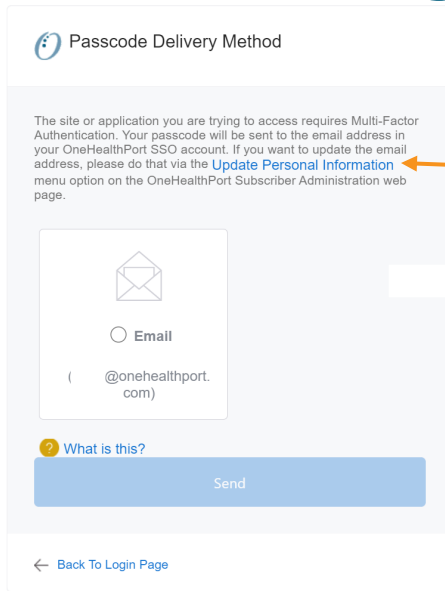 Passcode Delivery Method
The site or application you are trying to access requires Multi-Factor
Authentication. Your passcode will be sent to the email address in
your OneHealthPort SSO account. If you want to update the email
address, please do that via the Update Personal Information
menu option on the OneHealthPort Subscriber Administration web
page.
Email
( @onehealthport.
com)
? What is this?
Send
← Back To Login Page